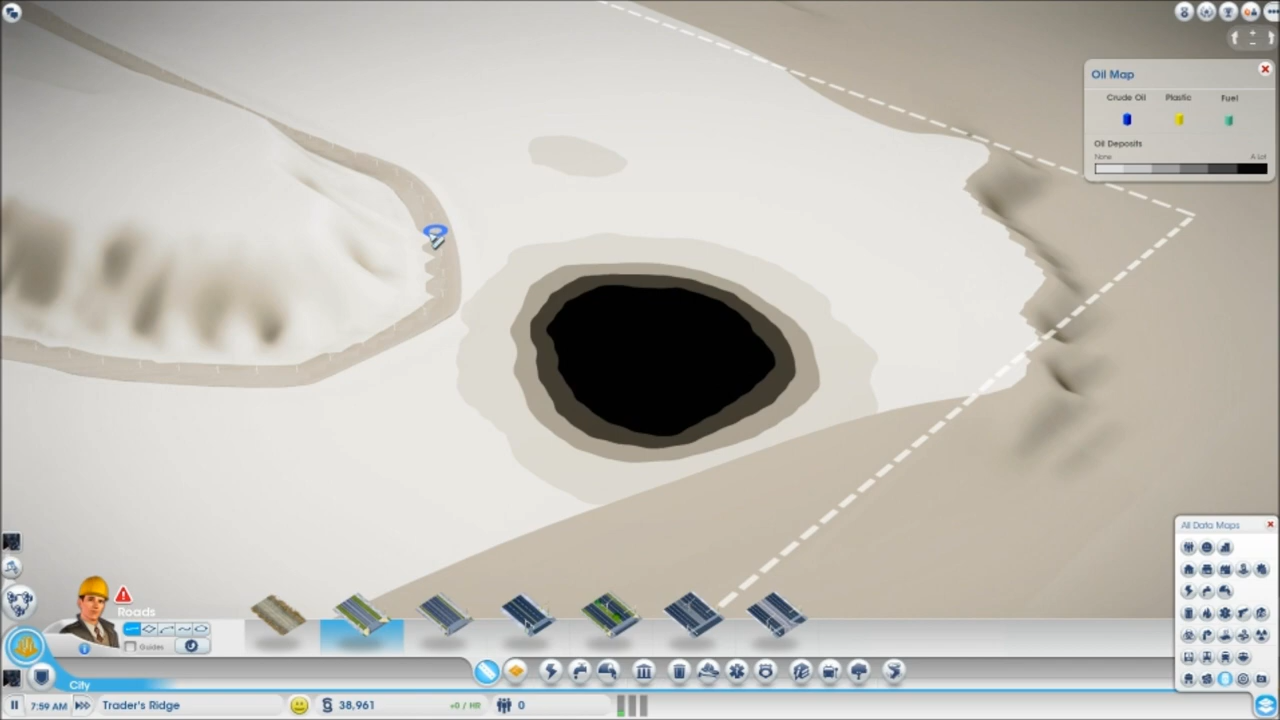 Oil Map
Crude Oil Plastic Fuel
Oil Deposits
None A Lot
All Data Maps
Roads
Guides
City
7:59 AM Trader's Ridge 38,961 +0 / HR 0